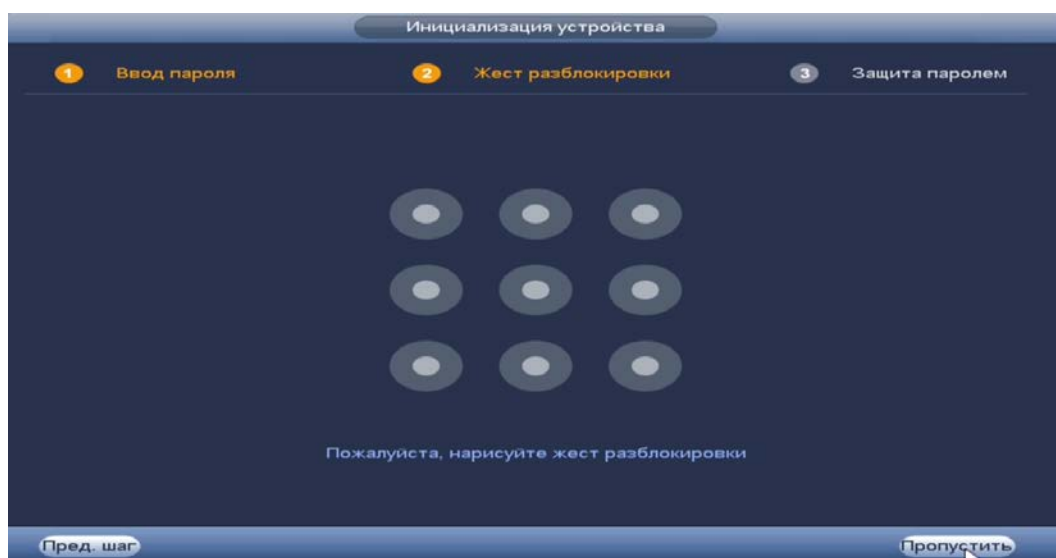 Инициализация устройства
1 Ввод пароля 2 Жест разблокировки 3 Защита паролем
Пожалуйста, нарисуйте жест разблокировки
Пред. шаг Пропустить